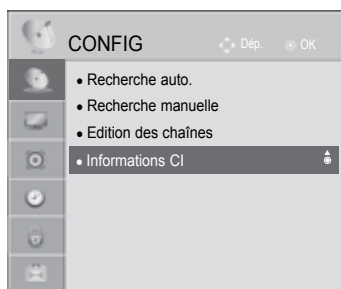 CONFIG Dép. OK
• Recherche auto.
• Recherche manuelle
• Edition des chaînes
• Informations CI